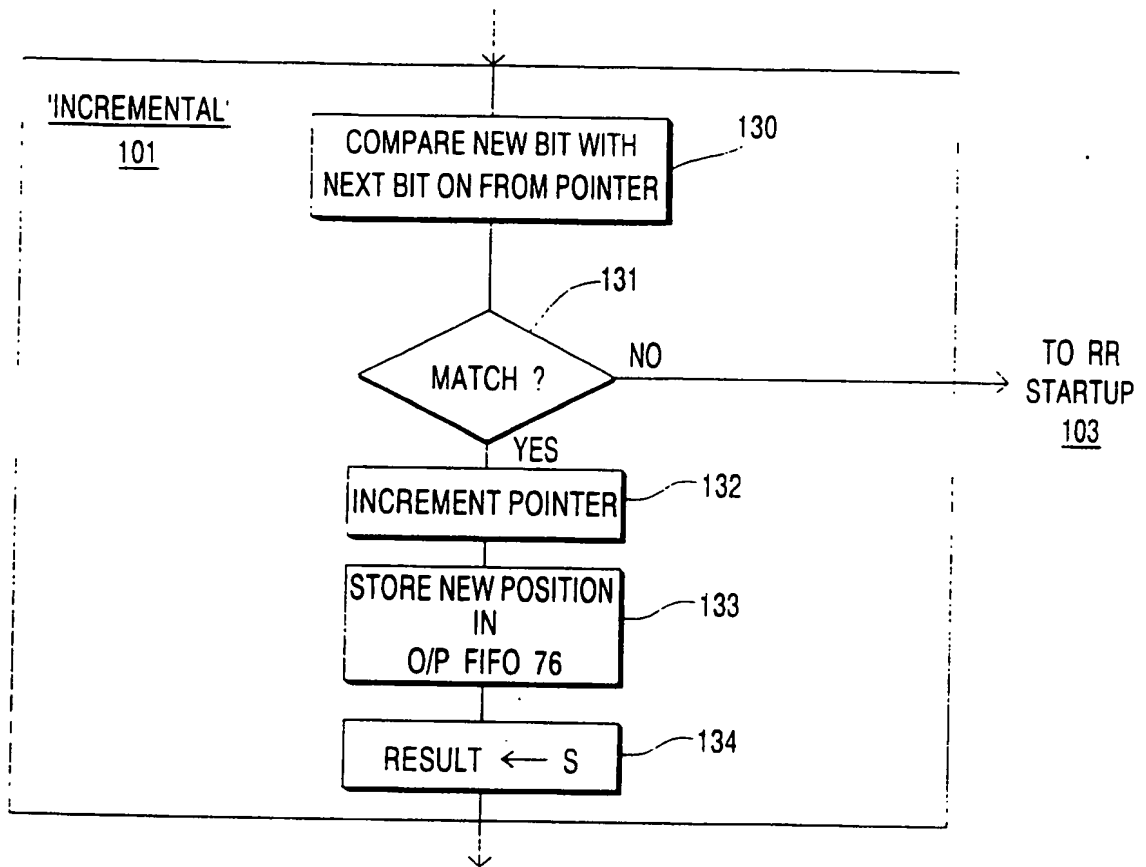 'INCREMENTAL'
101
COMPARE NEW BIT WITH
NEXT BIT ON FROM POINTER
130
131
MATCH ?
NO
TO RR
STARTUP
103
YES
INCREMENT POINTER
132
STORE NEW POSITION
IN
O/P FIFO 76
133
RESULT ← S
134